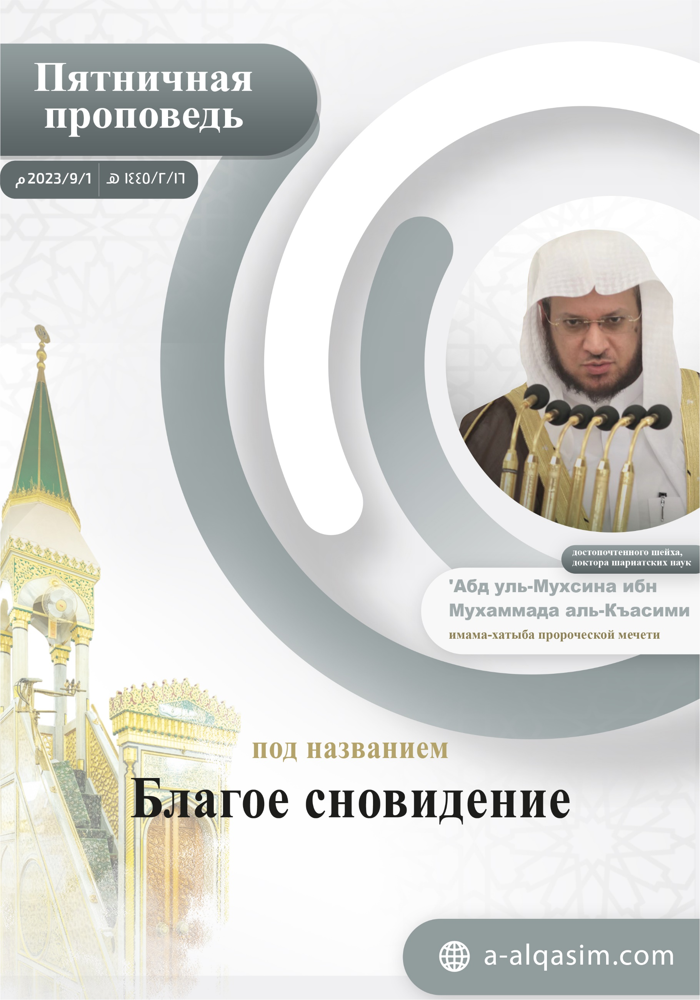 Пятничная
проповедь
١٤٤٥/٢/١٦ هـ
2023/9/1 م
достопочтенного шейха,
доктора шариатских наук
'Абд уль-Мухсина ибн
Мухаммада аль-Къасими
имама-хатыба пророческой мечети
под названием
Благое сновидение
a-alqasim.com